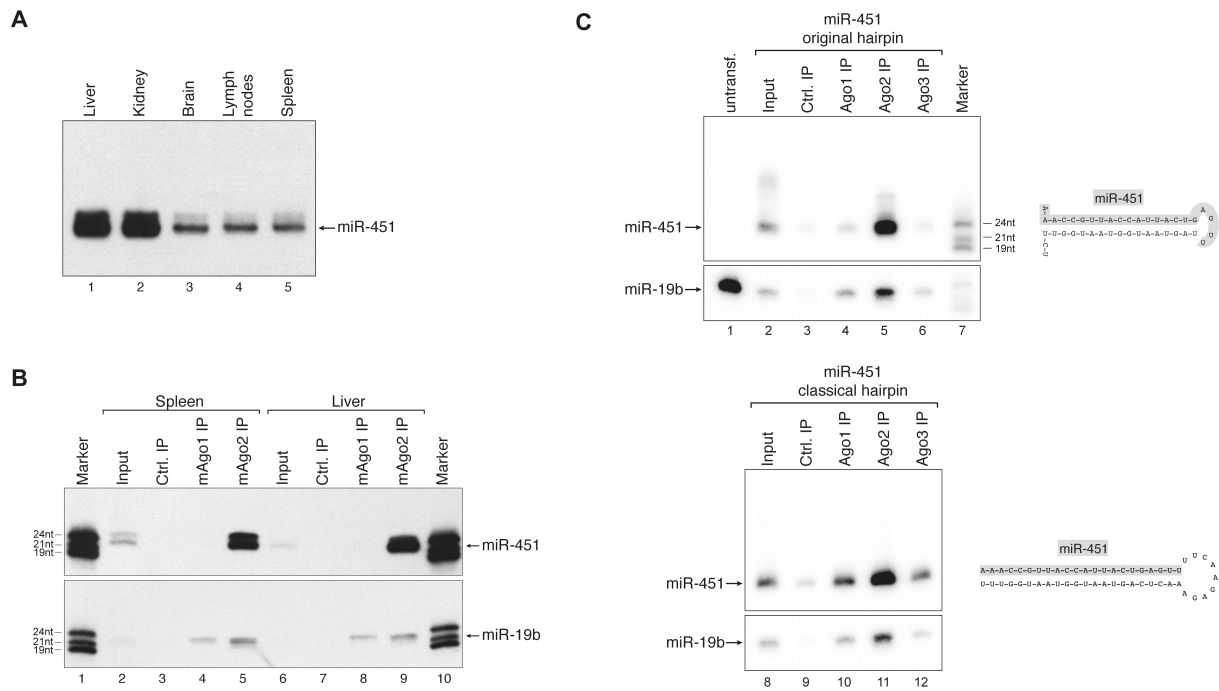 A
Liver
Kidney
Brain
Lymph
nodes
Spleen
miR-451
1 2 3 4 5
B
Spleen Liver
Marker
Input
Ctrl. IP
mAgo1 IP
mAgo2 IP
Input
Ctrl. IP
mAgo1 IP
mAgo2 IP
Marker
24nt
21nt
19nt
miR-451
24nt
21nt
19nt
miR-19b
1 2 3 4 5 6 7 8 9 10
C
miR-451
original hairpin
untransf.
Input
Ctrl. IP
Ago1 IP
Ago2 IP
Ago3 IP
Marker
miR-451
24nt
21nt
19nt
miR-19b
1 2 3 4 5 6 7
miR-451
A-A-C-C-G-U-U-A-C-C-A-U-U-A-C-U-G
A
G
U
U
U-U-G-G-U-A-A-U-G-G-U-A-A-U-G-A-U
U-C-U
miR-451
classical hairpin
Input
Ctrl. IP
Ago1 IP
Ago2 IP
Ago3 IP
miR-451
miR-19b
8 9 10 11 12
miR-451
A-A-A-C-C-G-U-U-A-C-C-A-U-U-A-C-U-G-A-G-U-U
U U C A A G A G A
U-U-U-G-G-U-A-A-U-G-G-U-A-A-U-G-A-C-U-C-A-A